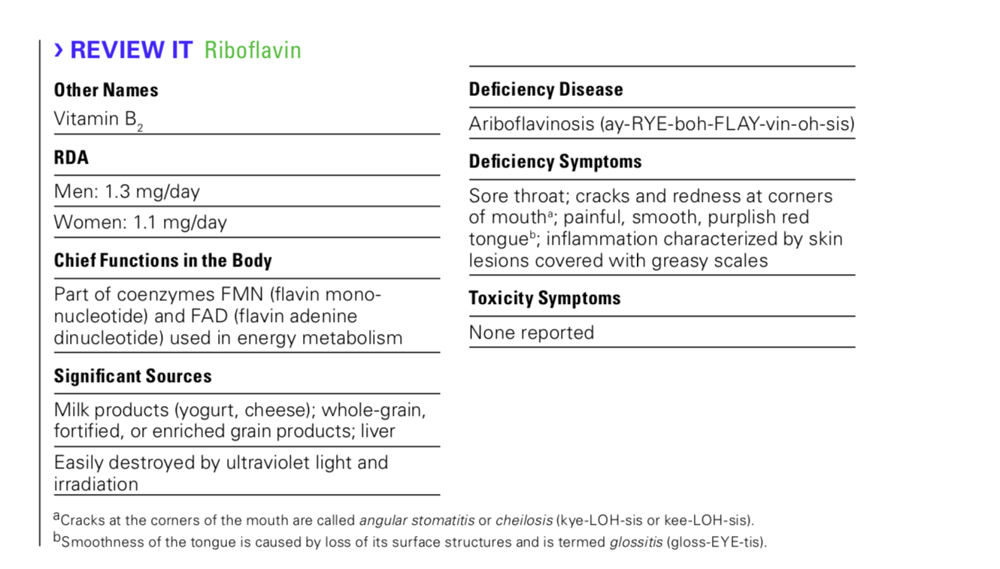 › REVIEW IT Riboflavin
Other Names
Vitamin B2
RDA
Men: 1.3 mg/day
Women: 1.1 mg/day
Chief Functions in the Body
Part of coenzymes FMN (flavin mono-
nucleotide) and FAD (flavin adenine
dinucleotide) used in energy metabolism
Significant Sources
Milk products (yogurt, cheese); whole-grain,
fortified, or enriched grain products; liver
Easily destroyed by ultraviolet light and
irradiation
Deficiency Disease
Ariboflavinosis (ay-RYE-boh-FLAY-vin-oh-sis)
Deficiency Symptoms
Sore throat; cracks and redness at corners
of mouthᵃ; painful, smooth, purplish red
tongueᵇ; inflammation characterized by skin
lesions covered with greasy scales
Toxicity Symptoms
None reported
ᵃCracks at the corners of the mouth are called angular stomatitis or cheilosis (kye-LOH-sis or kee-LOH-sis).
ᵇSmoothness of the tongue is caused by loss of its surface structures and is termed glossitis (gloss-EYE-tis).